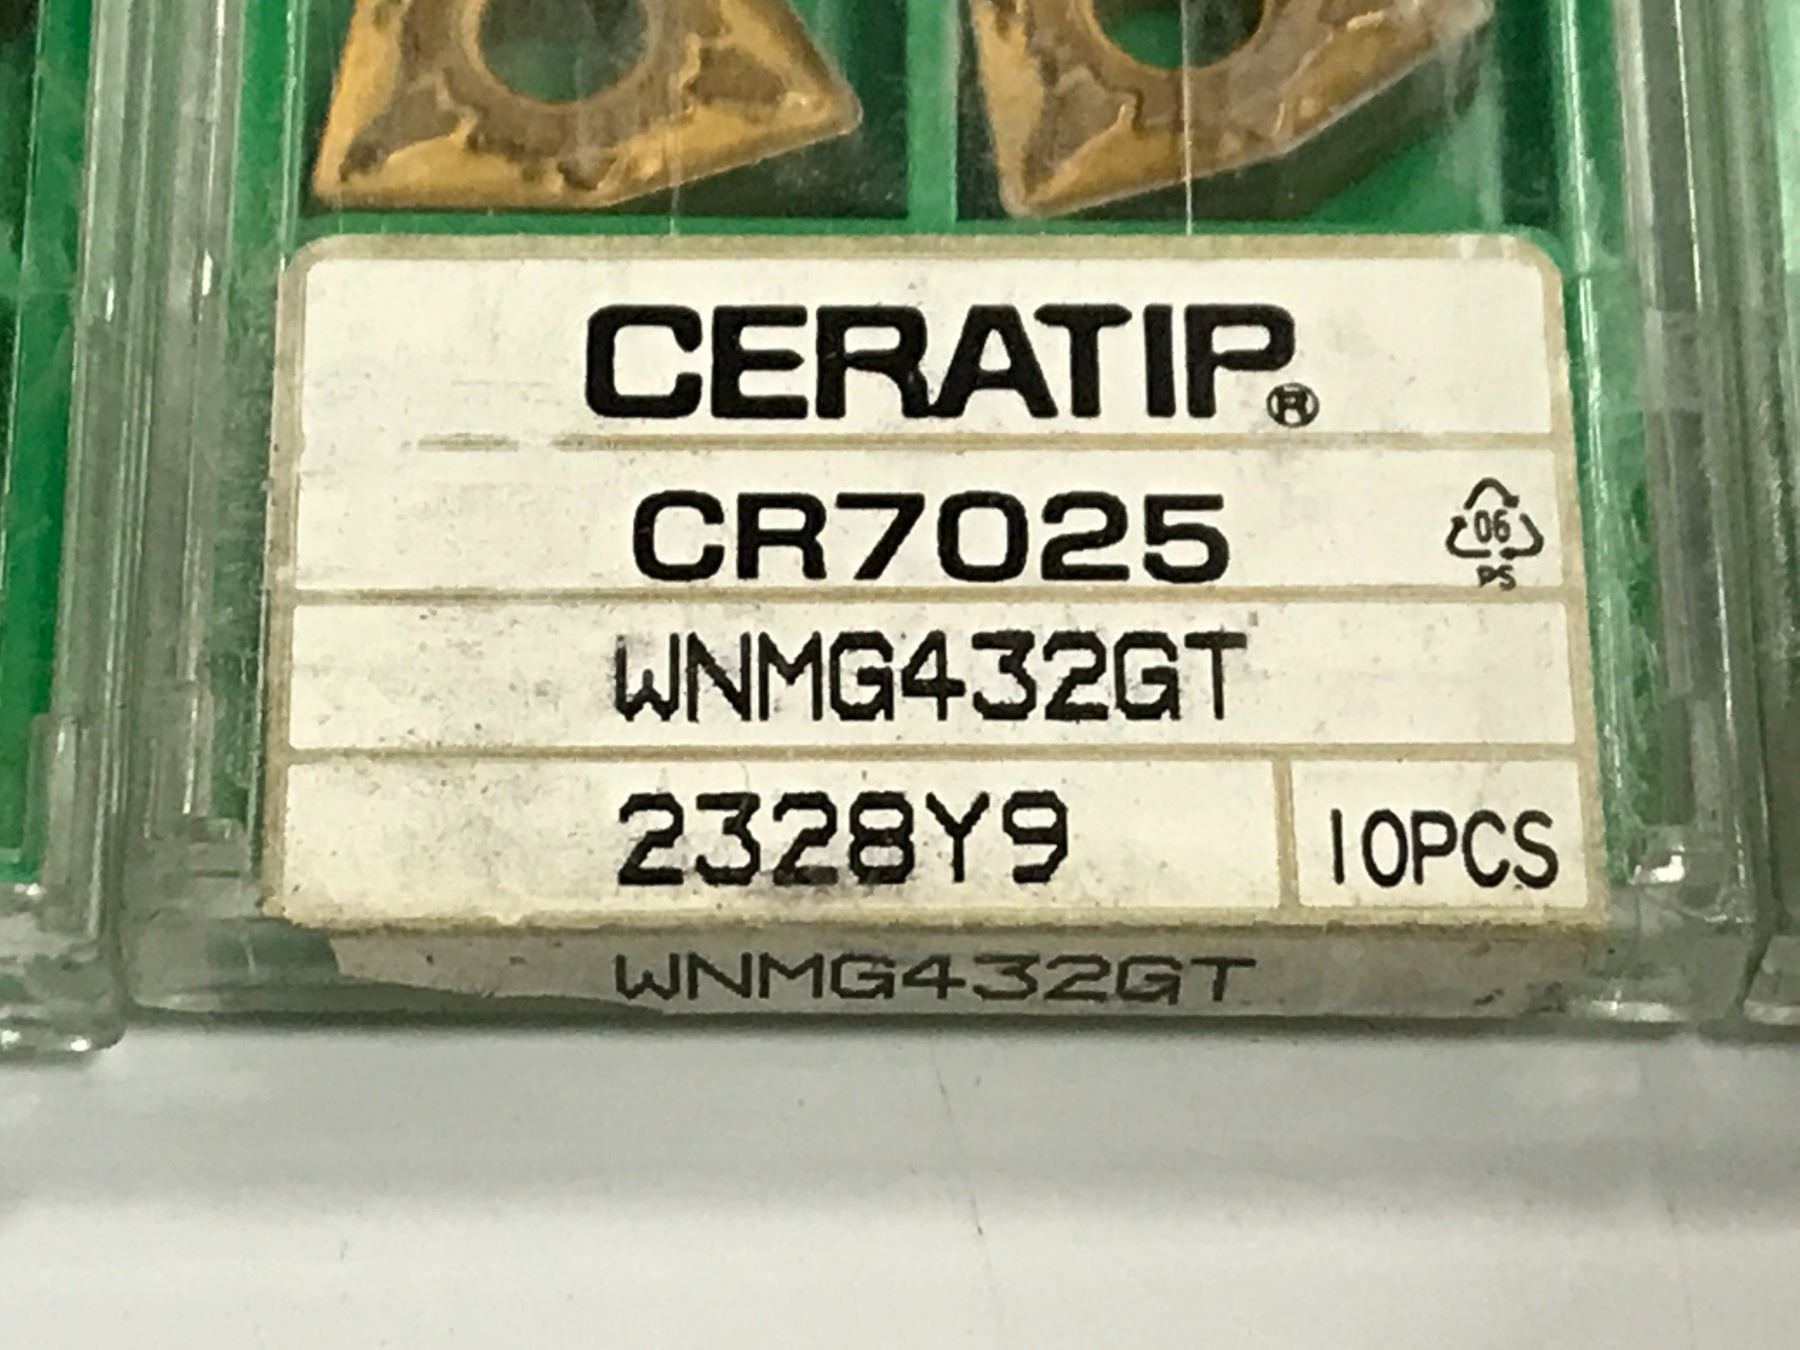 CERATIP®
CR7025
06
PS
WNMG432GT
2328Y9
10PCS
WNMG432GT